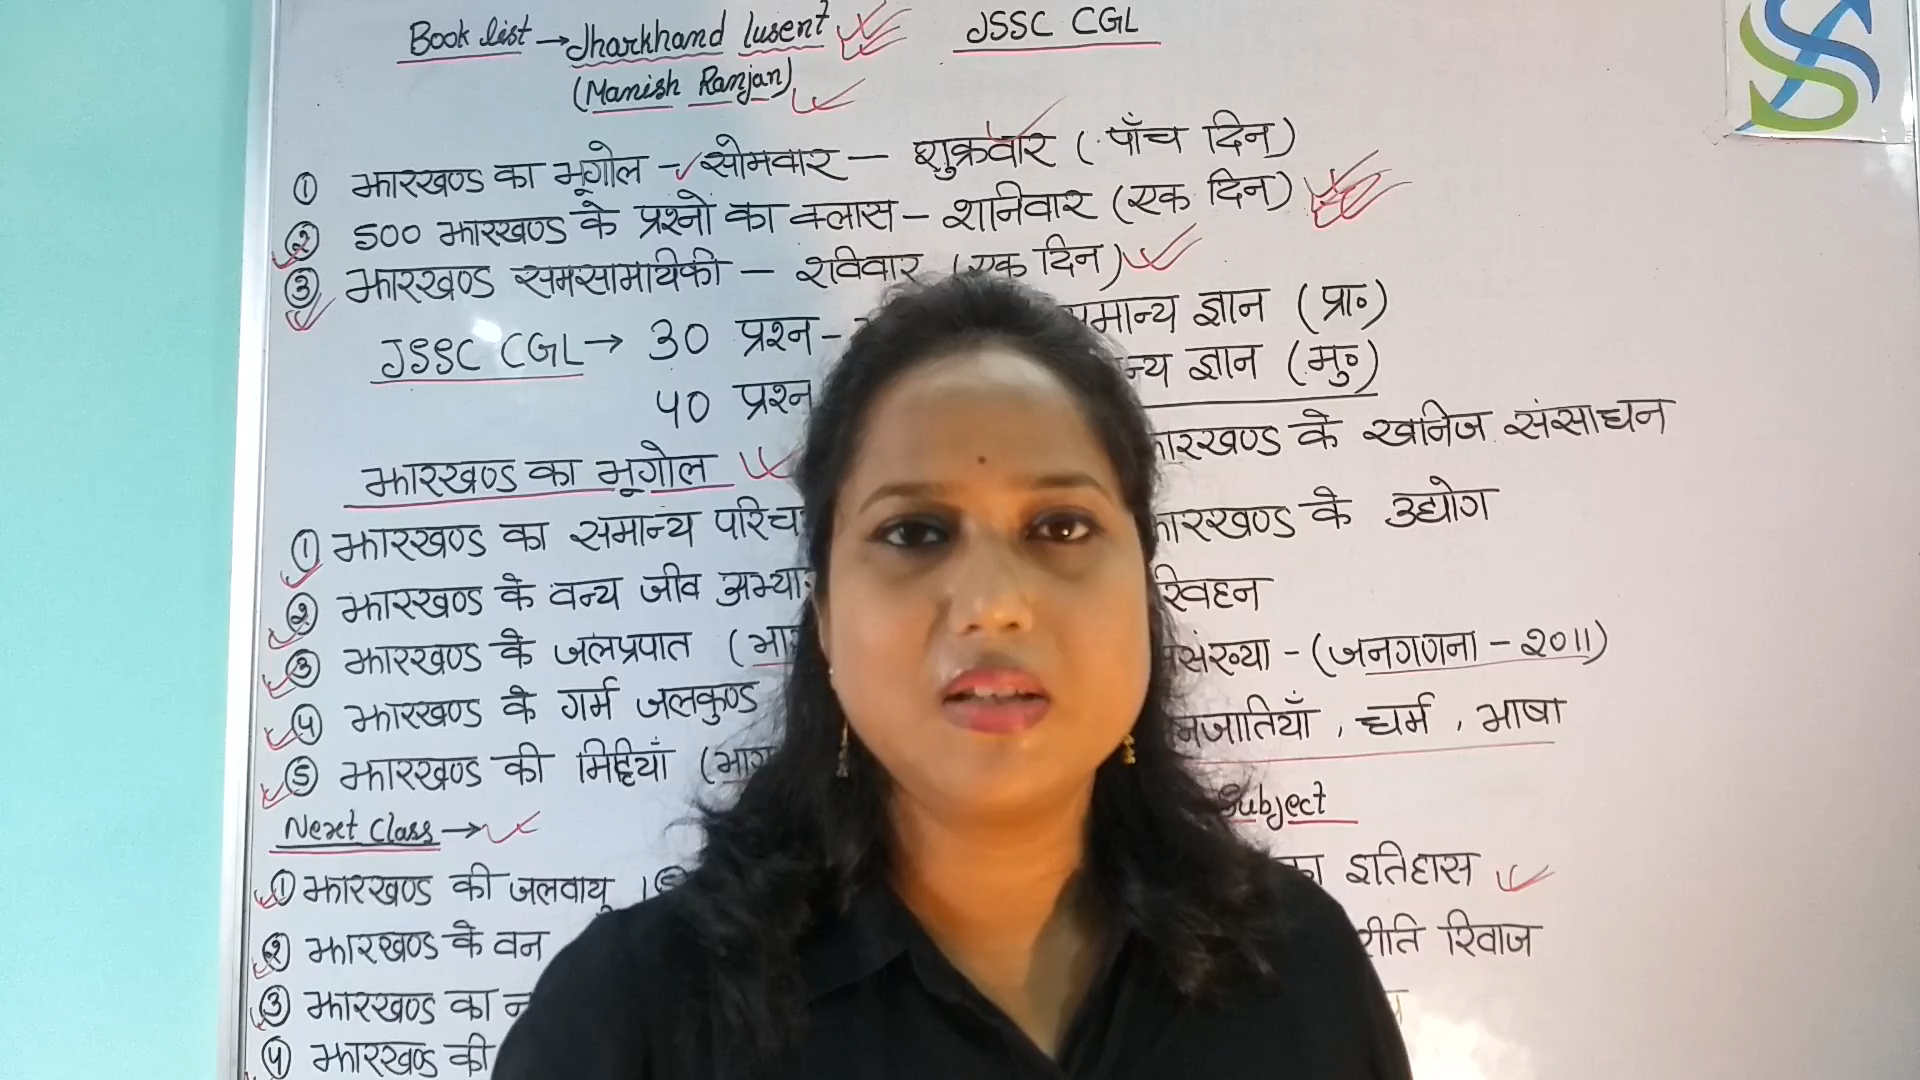 Book list → Jharkhand lusent JSSC CGL
(Manish Ranjan)
① झारखण्ड का भूगोल - सोमवार — शुक्रवार (पाँच दिन)
② 500 झारखण्ड के प्रश्नों का क्लास - शनिवार (एक दिन)
③ झारखण्ड समसामायिकी — रविवार (एक दिन)
JSSC CGL → 30 प्रश्न - मान्य ज्ञान (प्रा॰)
40 प्रश्न न्य ज्ञान (मु॰)
झारखण्ड का भूगोल
ारखण्ड के खनिज संसाधन
① झारखण्ड का समान्य परिच
ारखण्ड के उद्योग
② झारखण्ड के वन्य जीव अभ्या
रिवहन
③ झारखण्ड के जलप्रपात (भा
संख्या - (जनगणना - २०11)
④ झारखण्ड के गर्म जलकुण्ड
नजातियाँ, धर्म, भाषा
⑤ झारखण्ड की मिट्टियाँ (भाग
Subject
Next Class →
① झारखण्ड की जलवायु
का इतिहास
② झारखण्ड के वन
रीति रिवाज
③ झारखण्ड का न
④ झारखण्ड की